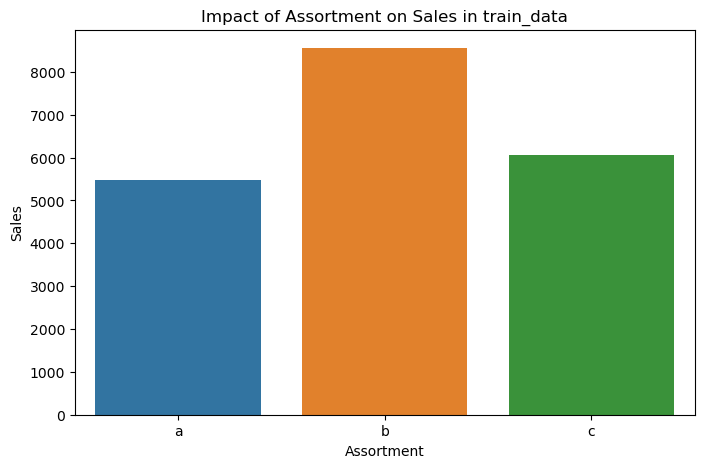 Impact of Assortment on Sales in train_data
8000
7000
6000
5000
4000
3000
2000
1000
0
Sales
a b c
Assortment